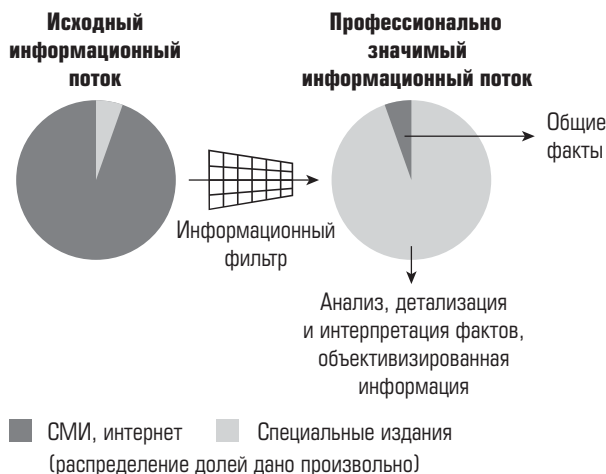 Исходный
информационный
поток
Профессионально
значимый
информационный поток
Общие
факты
Информационный
фильтр
Анализ, детализация
и интерпретация фактов,
объективизированная
информация
СМИ, интернет
Специальные издания
(распределение долей дано произвольно)